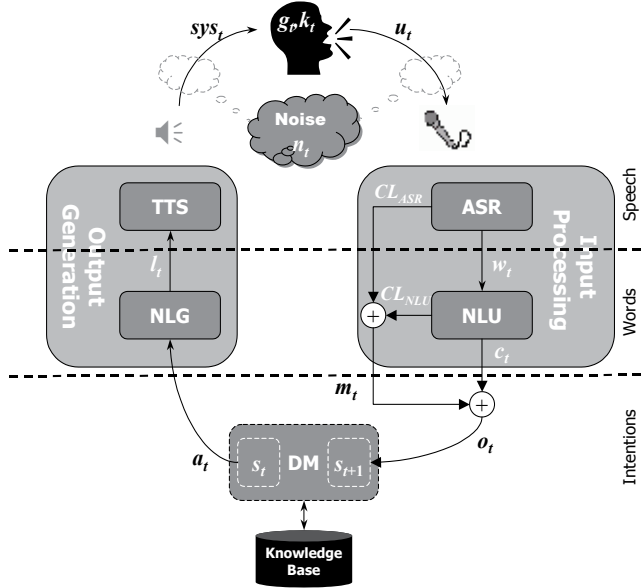 sys_t
g_t, k_t
u_t
Noise
n_t
TTS
Output
Generation
l_t
NLG
CL_ASR
ASR
Input
Processing
w_t
CL_NLU
+
NLU
c_t
Speech
Words
Intentions
m_t
+
o_t
a_t
s_t
DM
s_t+1
Knowledge
Base